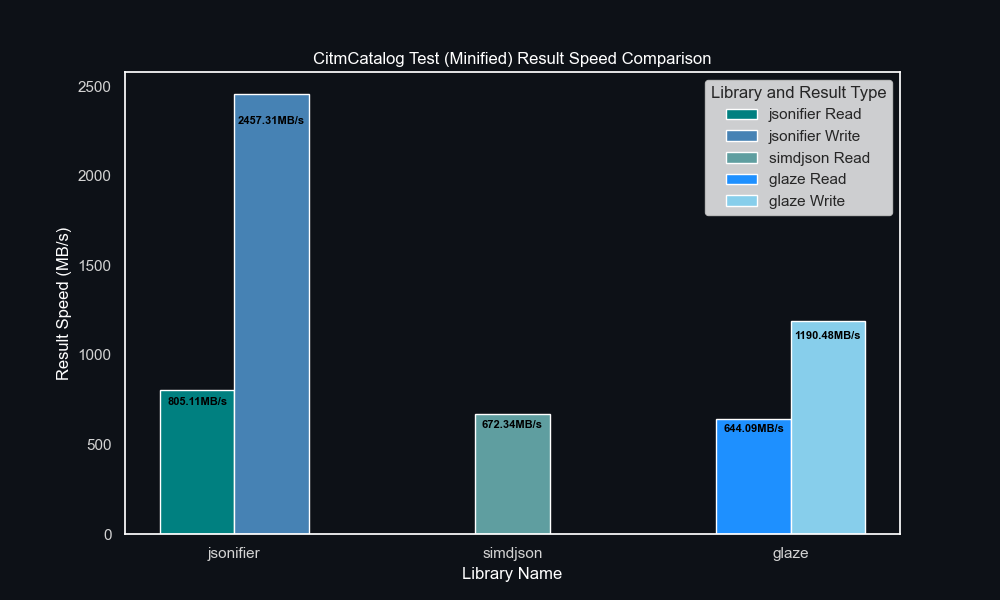 CitmCatalog Test (Minified) Result Speed Comparison
Library and Result Type
jsonifier Read
jsonifier Write
simdjson Read
glaze Read
glaze Write
Result Speed (MB/s)
2500
2000
1500
1000
500
0
2457.31MB/s
1190.48MB/s
805.11MB/s
672.34MB/s
644.09MB/s
jsonifier
simdjson
glaze
Library Name